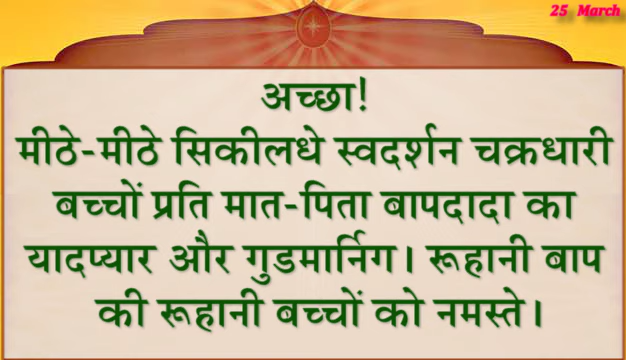 25 March
अच्छा!
मीठे-मीठे सिकीलधे स्वदर्शन चक्रधारी
बच्चों प्रति मात-पिता बापदादा का
यादप्यार और गुडमार्निग। रूहानी बाप
की रूहानी बच्चों को नमस्ते।